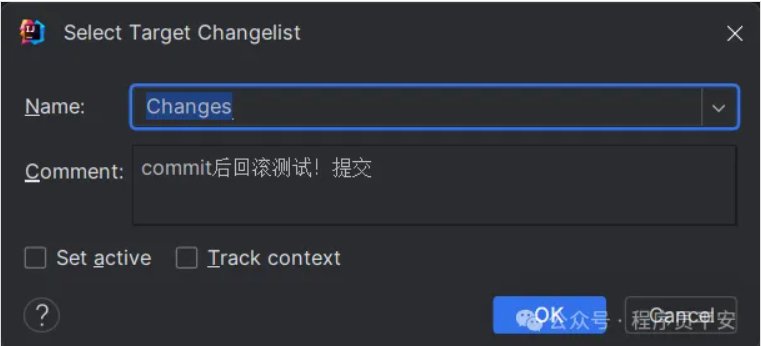 Select Target Changelist
Name: Changes
Comment: commit后回滚测试！提交
Set active Track context
? OK Cancel
公众号 · 程序员中安